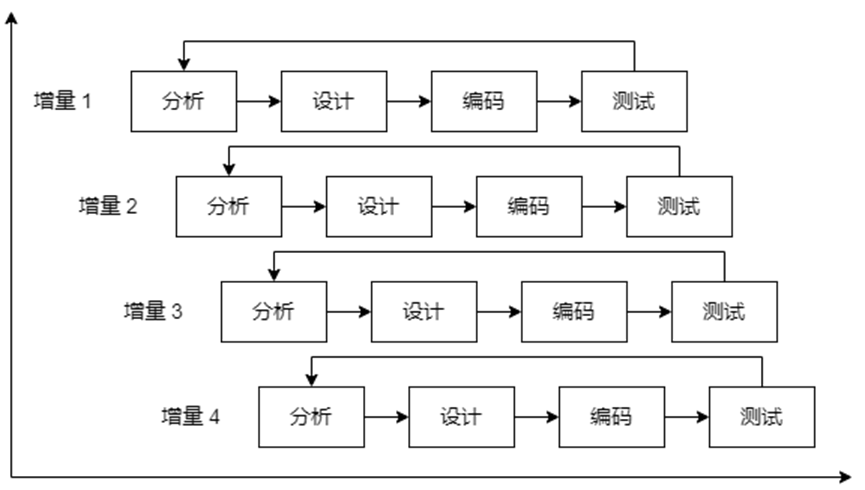 增量 1 分析 设计 编码 测试
增量 2 分析 设计 编码 测试
增量 3 分析 设计 编码 测试
增量 4 分析 设计 编码 测试